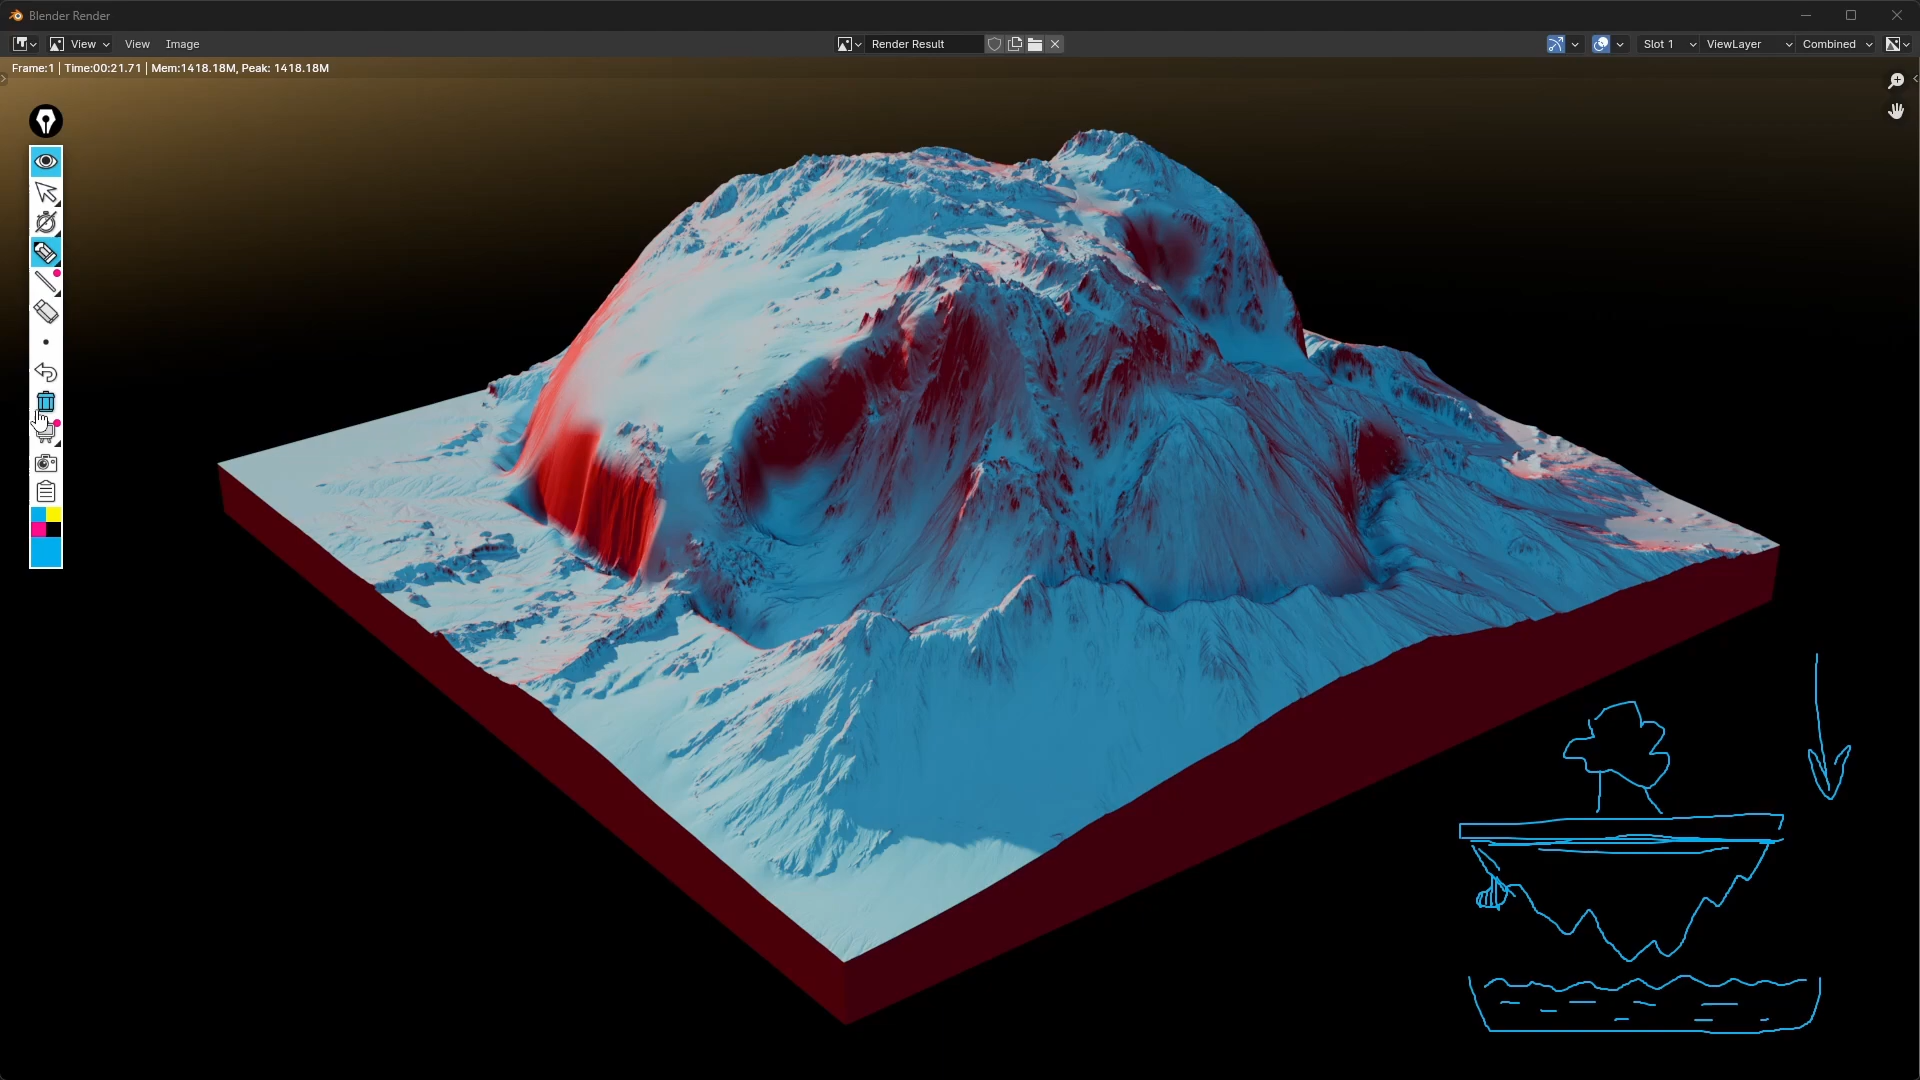 Blender Render
View View Image Render Result Slot 1 ViewLayer Combined
Frame:1 | Time:00:21.71 | Mem:1418.18M, Peak: 1418.18M